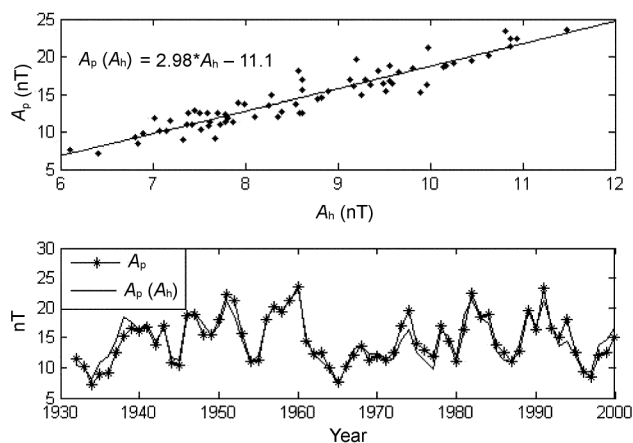 25
20
15
10
5
Aₚ (nT)
Aₚ (Aₕ) = 2.98*Aₕ – 11.1
6 7 8 9 10 11 12
Aₕ (nT)
30
25
20
15
10
5
0
nT
Aₚ
Aₚ (Aₕ)
1930 1940 1950 1960 1970 1980 1990 2000
Year